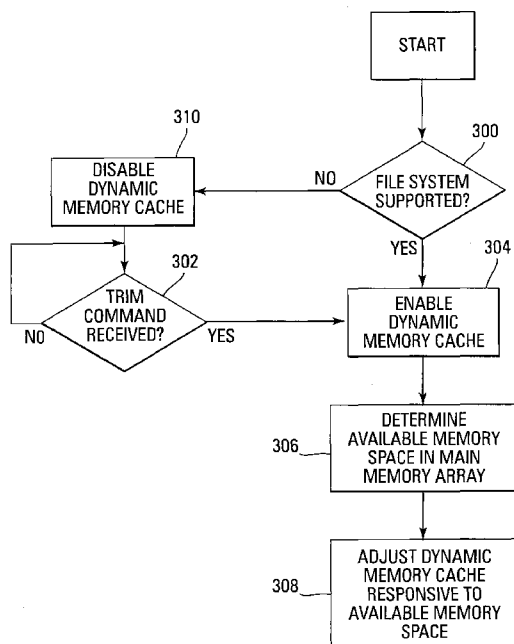 START
310
DISABLE
DYNAMIC
MEMORY CACHE
300
NO
FILE SYSTEM
SUPPORTED?
YES
302
TRIM
COMMAND
RECEIVED?
NO
YES
304
ENABLE
DYNAMIC
MEMORY CACHE
306
DETERMINE
AVAILABLE MEMORY
SPACE IN MAIN
MEMORY ARRAY
308
ADJUST DYNAMIC
MEMORY CACHE
RESPONSIVE TO
AVAILABLE MEMORY
SPACE